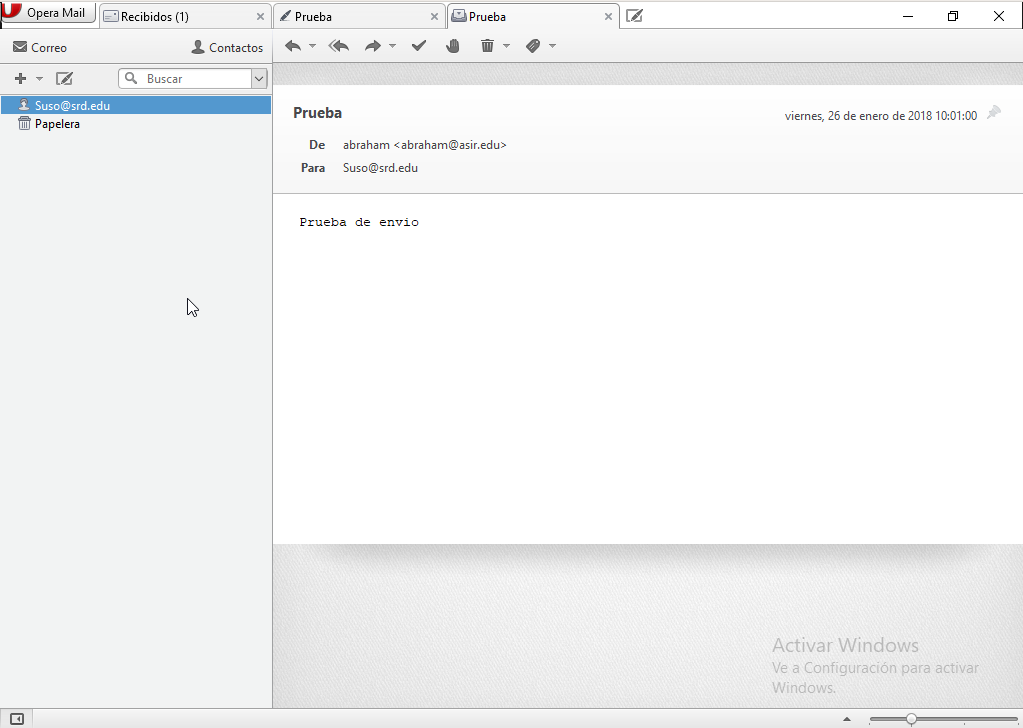 Opera Mail
Recibidos (1)
Prueba
Prueba
Correo
Contactos
Buscar
Suso@srd.edu
Papelera
Prueba
viernes, 26 de enero de 2018 10:01:00
De abraham <abraham@asir.edu>
Para Suso@srd.edu
Prueba de envio
Activar Windows
Ve a Configuración para activar
Windows.